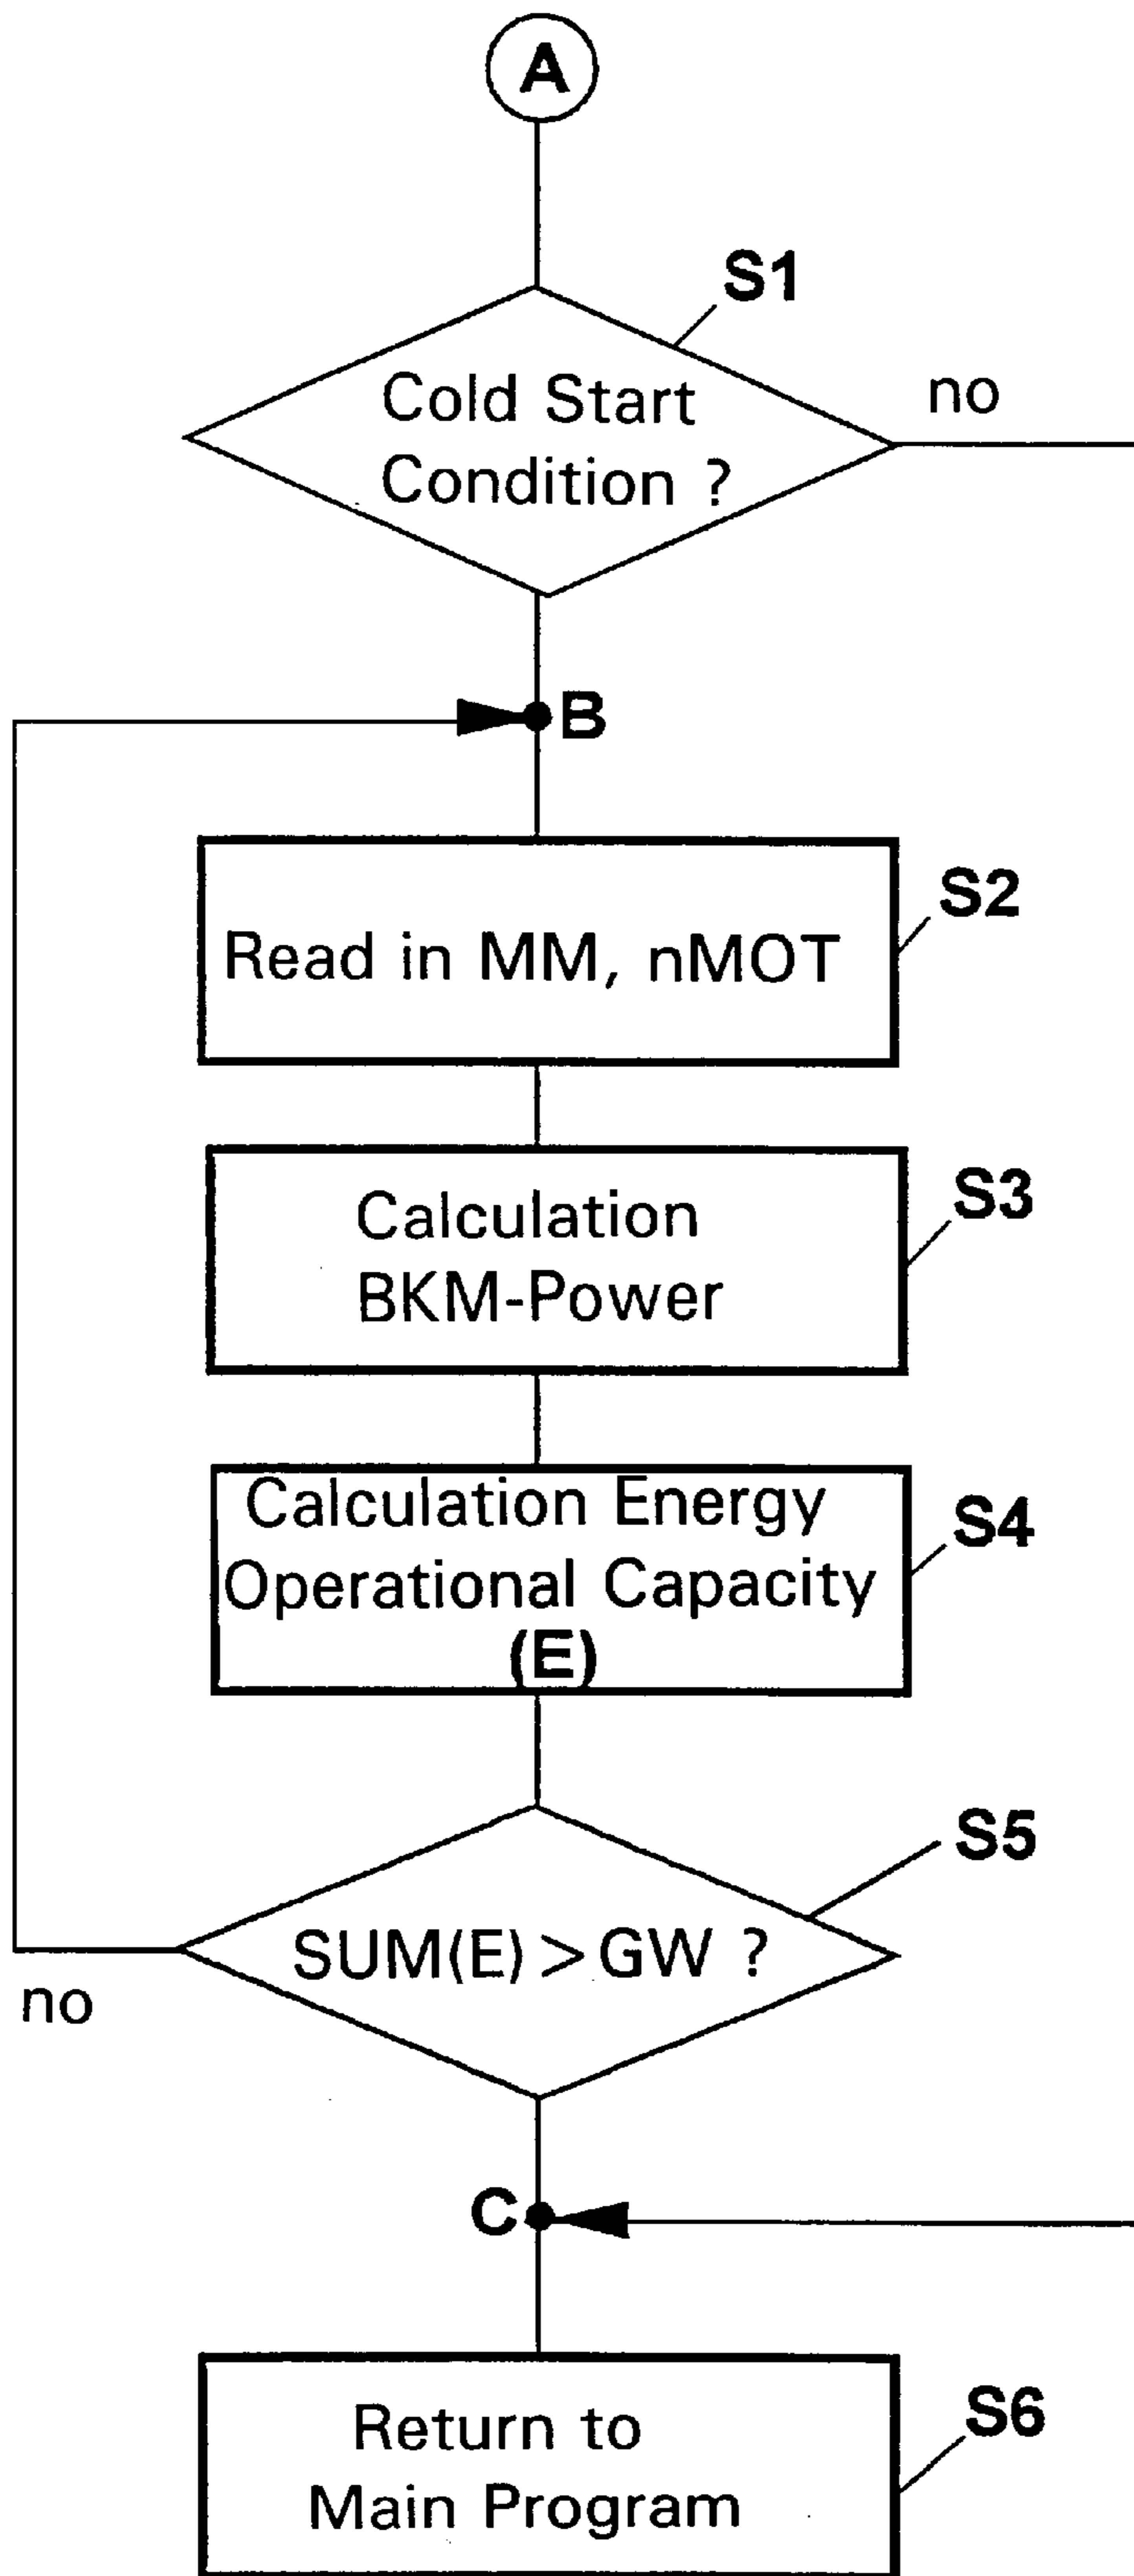 A
S1
Cold Start
no
Condition ?
B
S2
Read in MM, nMOT
S3
Calculation
BKM-Power
S4
Calculation Energy
Operational Capacity
(E)
S5
SUM(E) > GW ?
no
C
S6
Return to
Main Program